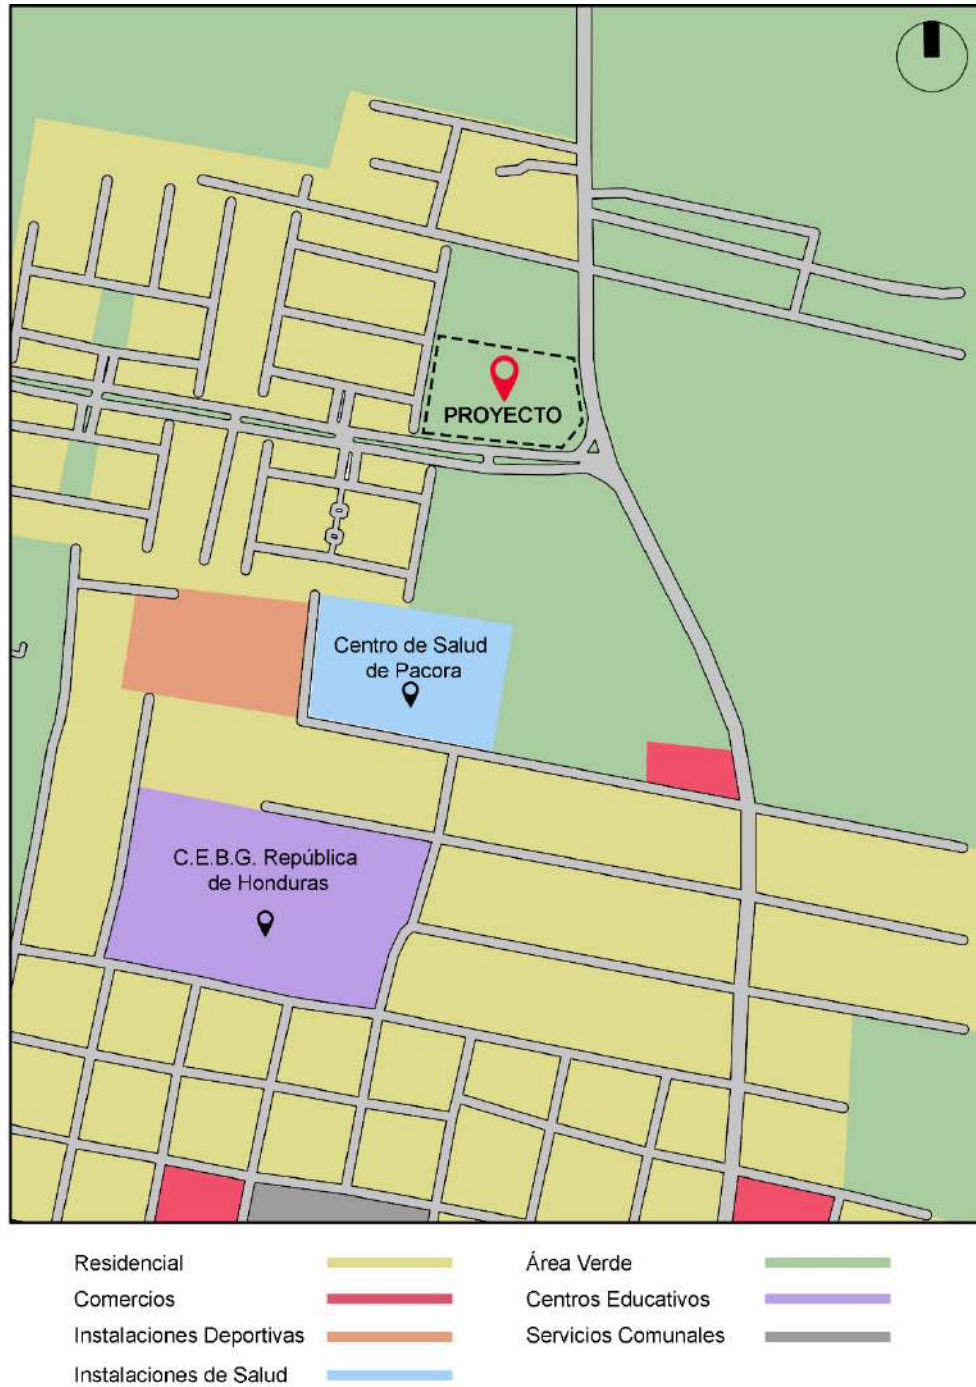 PROYECTO
Centro de Salud
de Pacora
C.E.B.G. República
de Honduras
Residencial
Comercios
Instalaciones Deportivas
Instalaciones de Salud
Área Verde
Centros Educativos
Servicios Comunales